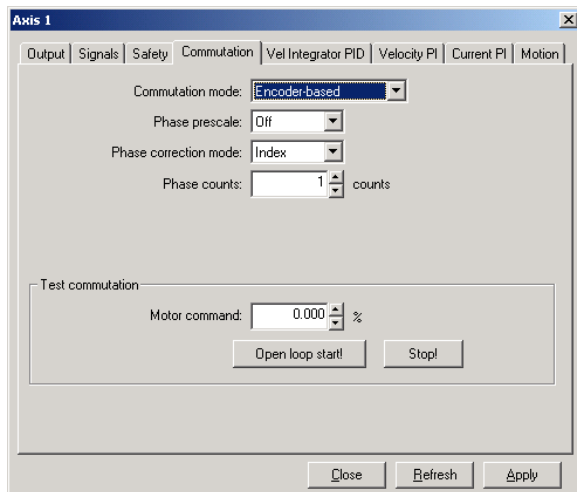 Axis 1
Output Signals Safety Commutation Vel Integrator PID Velocity PI Current PI Motion
Commutation mode: Encoder-based
Phase prescale: Off
Phase correction mode: Index
Phase counts: 1 counts
Test commutation
Motor command: 0.000 %
Open loop start! Stop!
Close Refresh Apply